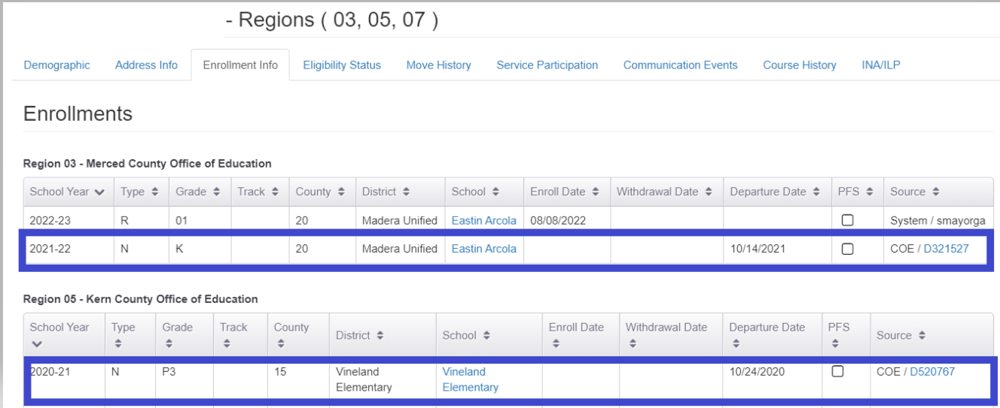 - Regions ( 03, 05, 07 )
Demographic Address Info Enrollment Info Eligibility Status Move History Service Participation Communication Events Course History INA/ILP
Enrollments
Region 03 - Merced County Office of Education
School Year Type Grade Track County District School Enroll Date Withdrawal Date Departure Date PFS Source
2022-23 R 01 20 Madera Unified Eastin Arcola 08/08/2022 System / smayorga
2021-22 N K 20 Madera Unified Eastin Arcola 10/14/2021 COE / D321527
Region 05 - Kern County Office of Education
School Year Type Grade Track County District School Enroll Date Withdrawal Date Departure Date PFS Source
2020-21 N P3 15 Vineland Vineland 10/24/2020 COE / D520767
Elementary Elementary